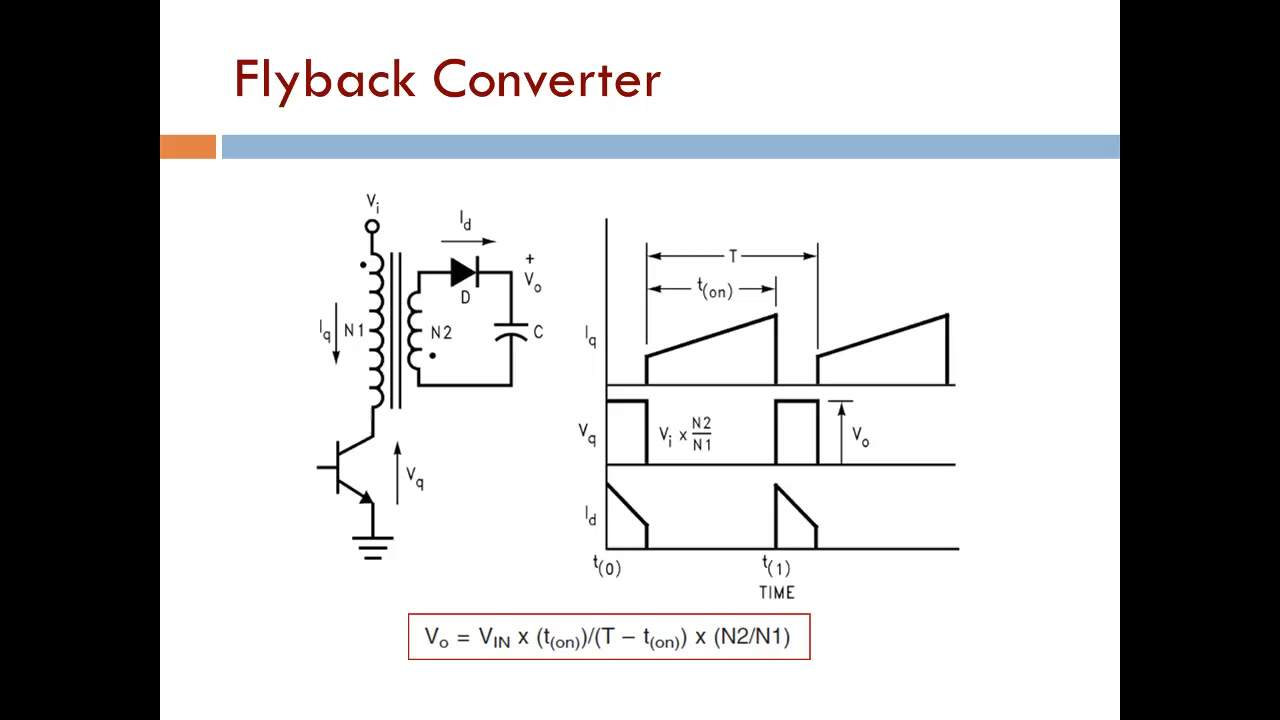 Flyback Converter
Vi
Id
+
Vo
D
Iq
N1
N2
C
Vq
T
t(on)
Iq
Vq
Vi x N2/N1
Vo
Id
t(0)
t(1)
TIME
Vo = VIN x (t(on))/(T – t(on)) x (N2/N1)